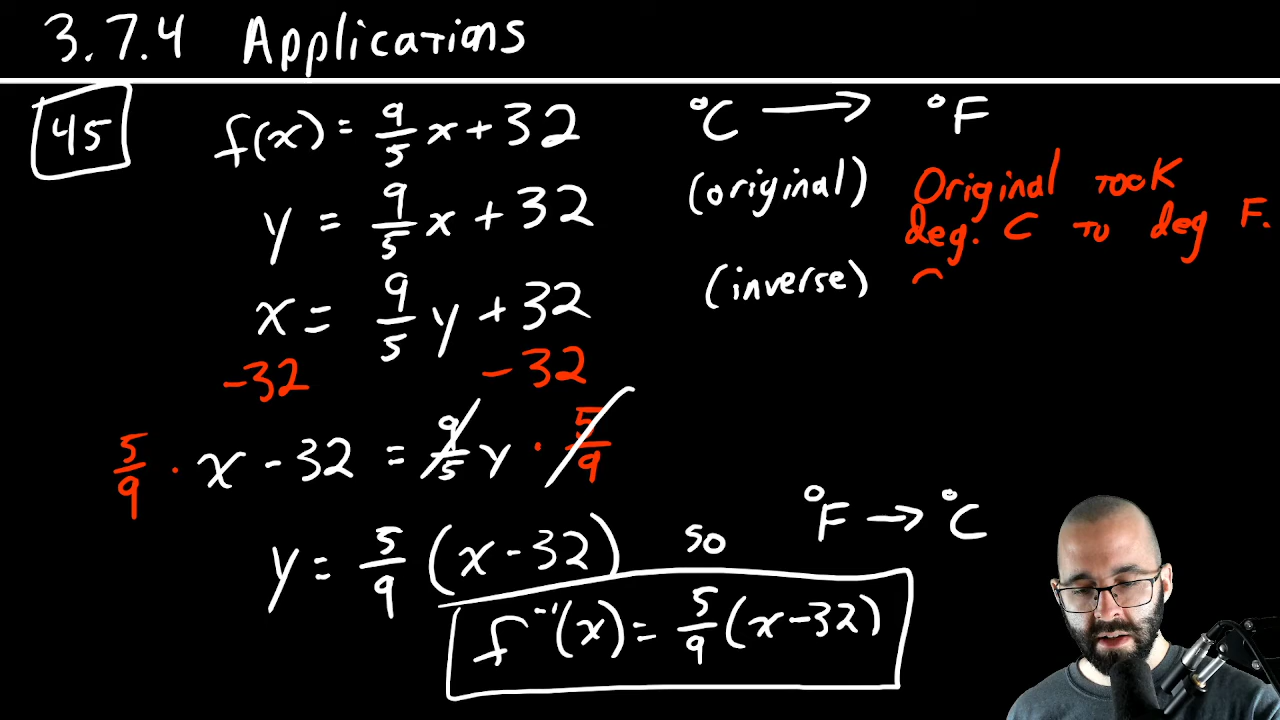 3.7.4 Applications
45 f(x) = 9/5 x + 32 °C → °F
y = 9/5 x + 32 (original) Original took
deg. C to deg F.
x = 9/5 y + 32 (inverse)
-32 -32
5/9 · x - 32 = 9/5 y · 5/9
°F → °C
y = 5/9 (x - 32) so
f⁻¹(x) = 5/9 (x - 32)